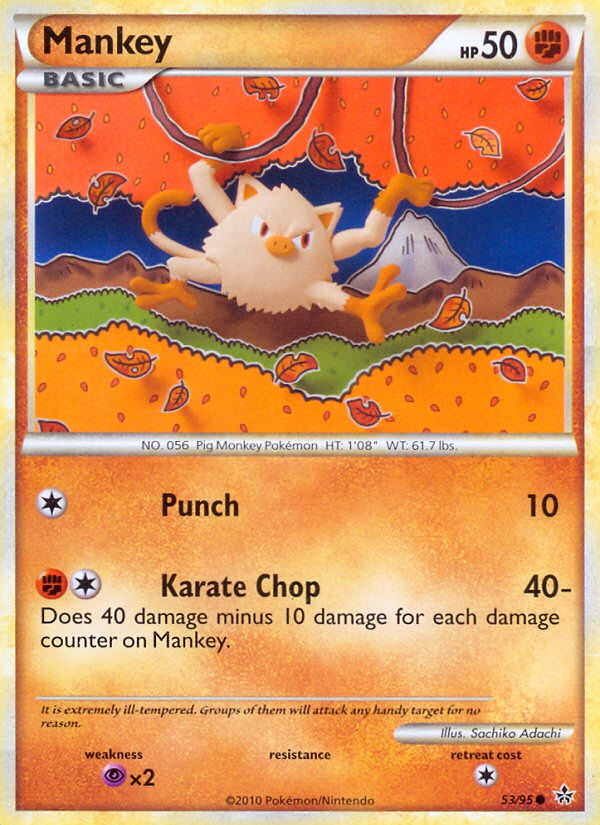 Mankey
HP 50
BASIC
NO. 056 Pig Monkey Pokémon HT: 1'08" WT: 61.7 lbs.
Punch 10
Karate Chop 40-
Does 40 damage minus 10 damage for each damage
counter on Mankey.
It is extremely ill-tempered. Groups of them will attack any handy target for no
reason.
Illus. Sachiko Adachi
weakness resistance retreat cost
×2
©2010 Pokémon/Nintendo 53/95